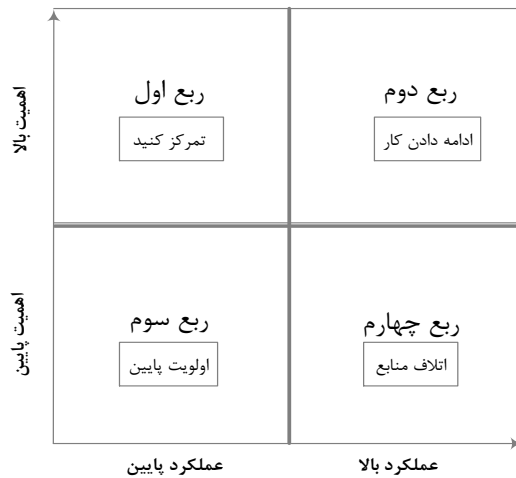 اهمیت بالا
ربع اول
تمرکز کنید
ربع دوم
ادامه دادن کار
اهمیت پایین
ربع سوم
اولویت پایین
ربع چهارم
اتلاف منابع
عملکرد پایین
عملکرد بالا